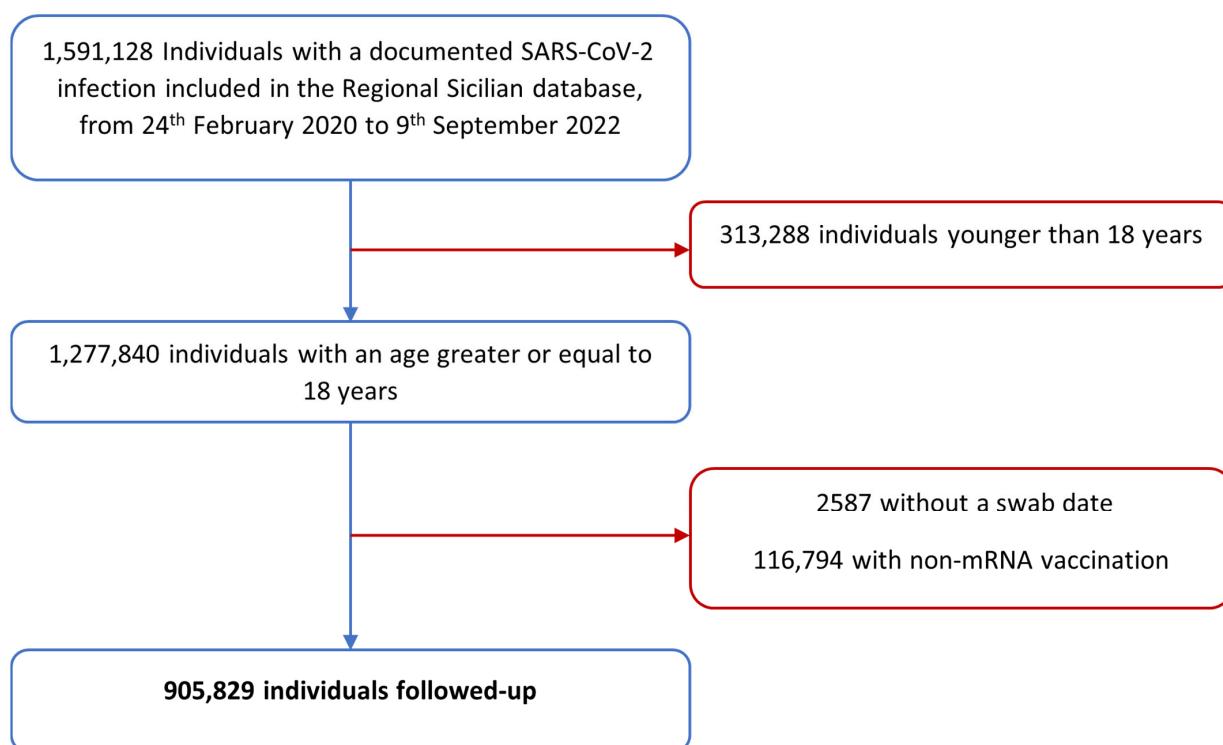 1,591,128 Individuals with a documented SARS-CoV-2
infection included in the Regional Sicilian database,
from 24th February 2020 to 9th September 2022
313,288 individuals younger than 18 years
1,277,840 individuals with an age greater or equal to
18 years
2587 without a swab date
116,794 with non-mRNA vaccination
905,829 individuals followed-up